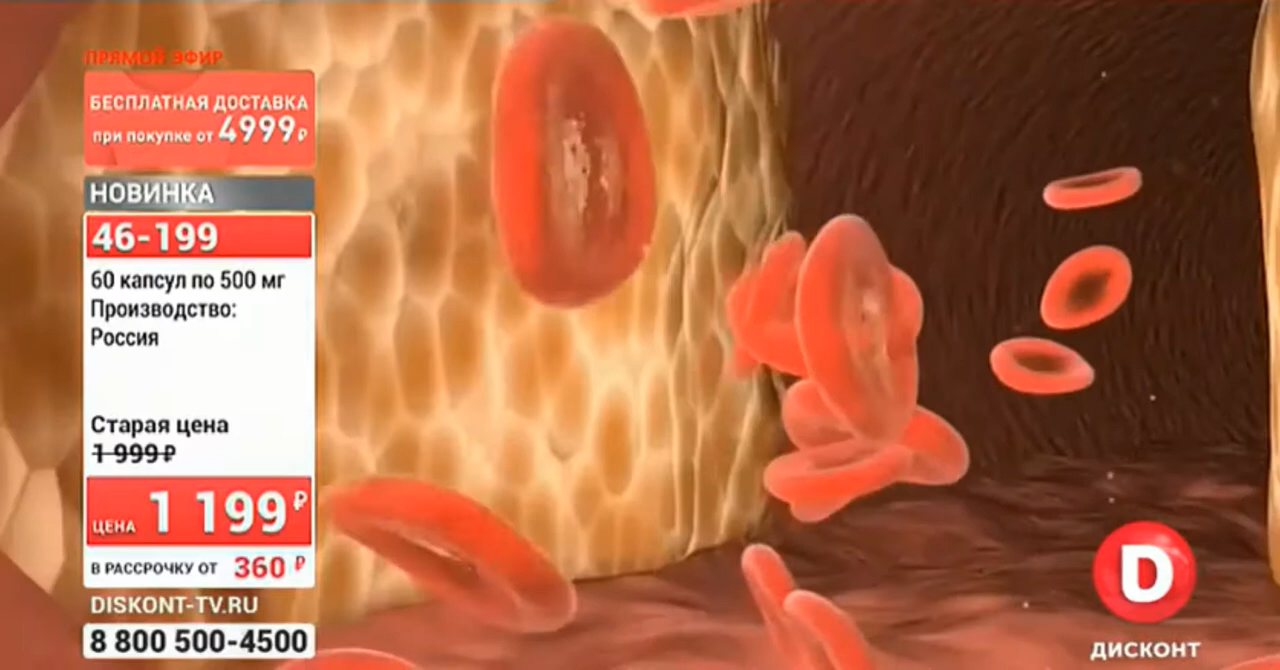 ПРЯМОЙ ЭФИР
БЕСПЛАТНАЯ ДОСТАВКА
при покупке от 4999₽
НОВИНКА
46-199
60 капсул по 500 мг
Производство:
Россия
Старая цена
1 999 ₽
ЦЕНА 1 199 ₽
В РАССРОЧКУ ОТ 360 ₽
DISKONT-TV.RU
8 800 500-4500
D
ДИСКОНТ